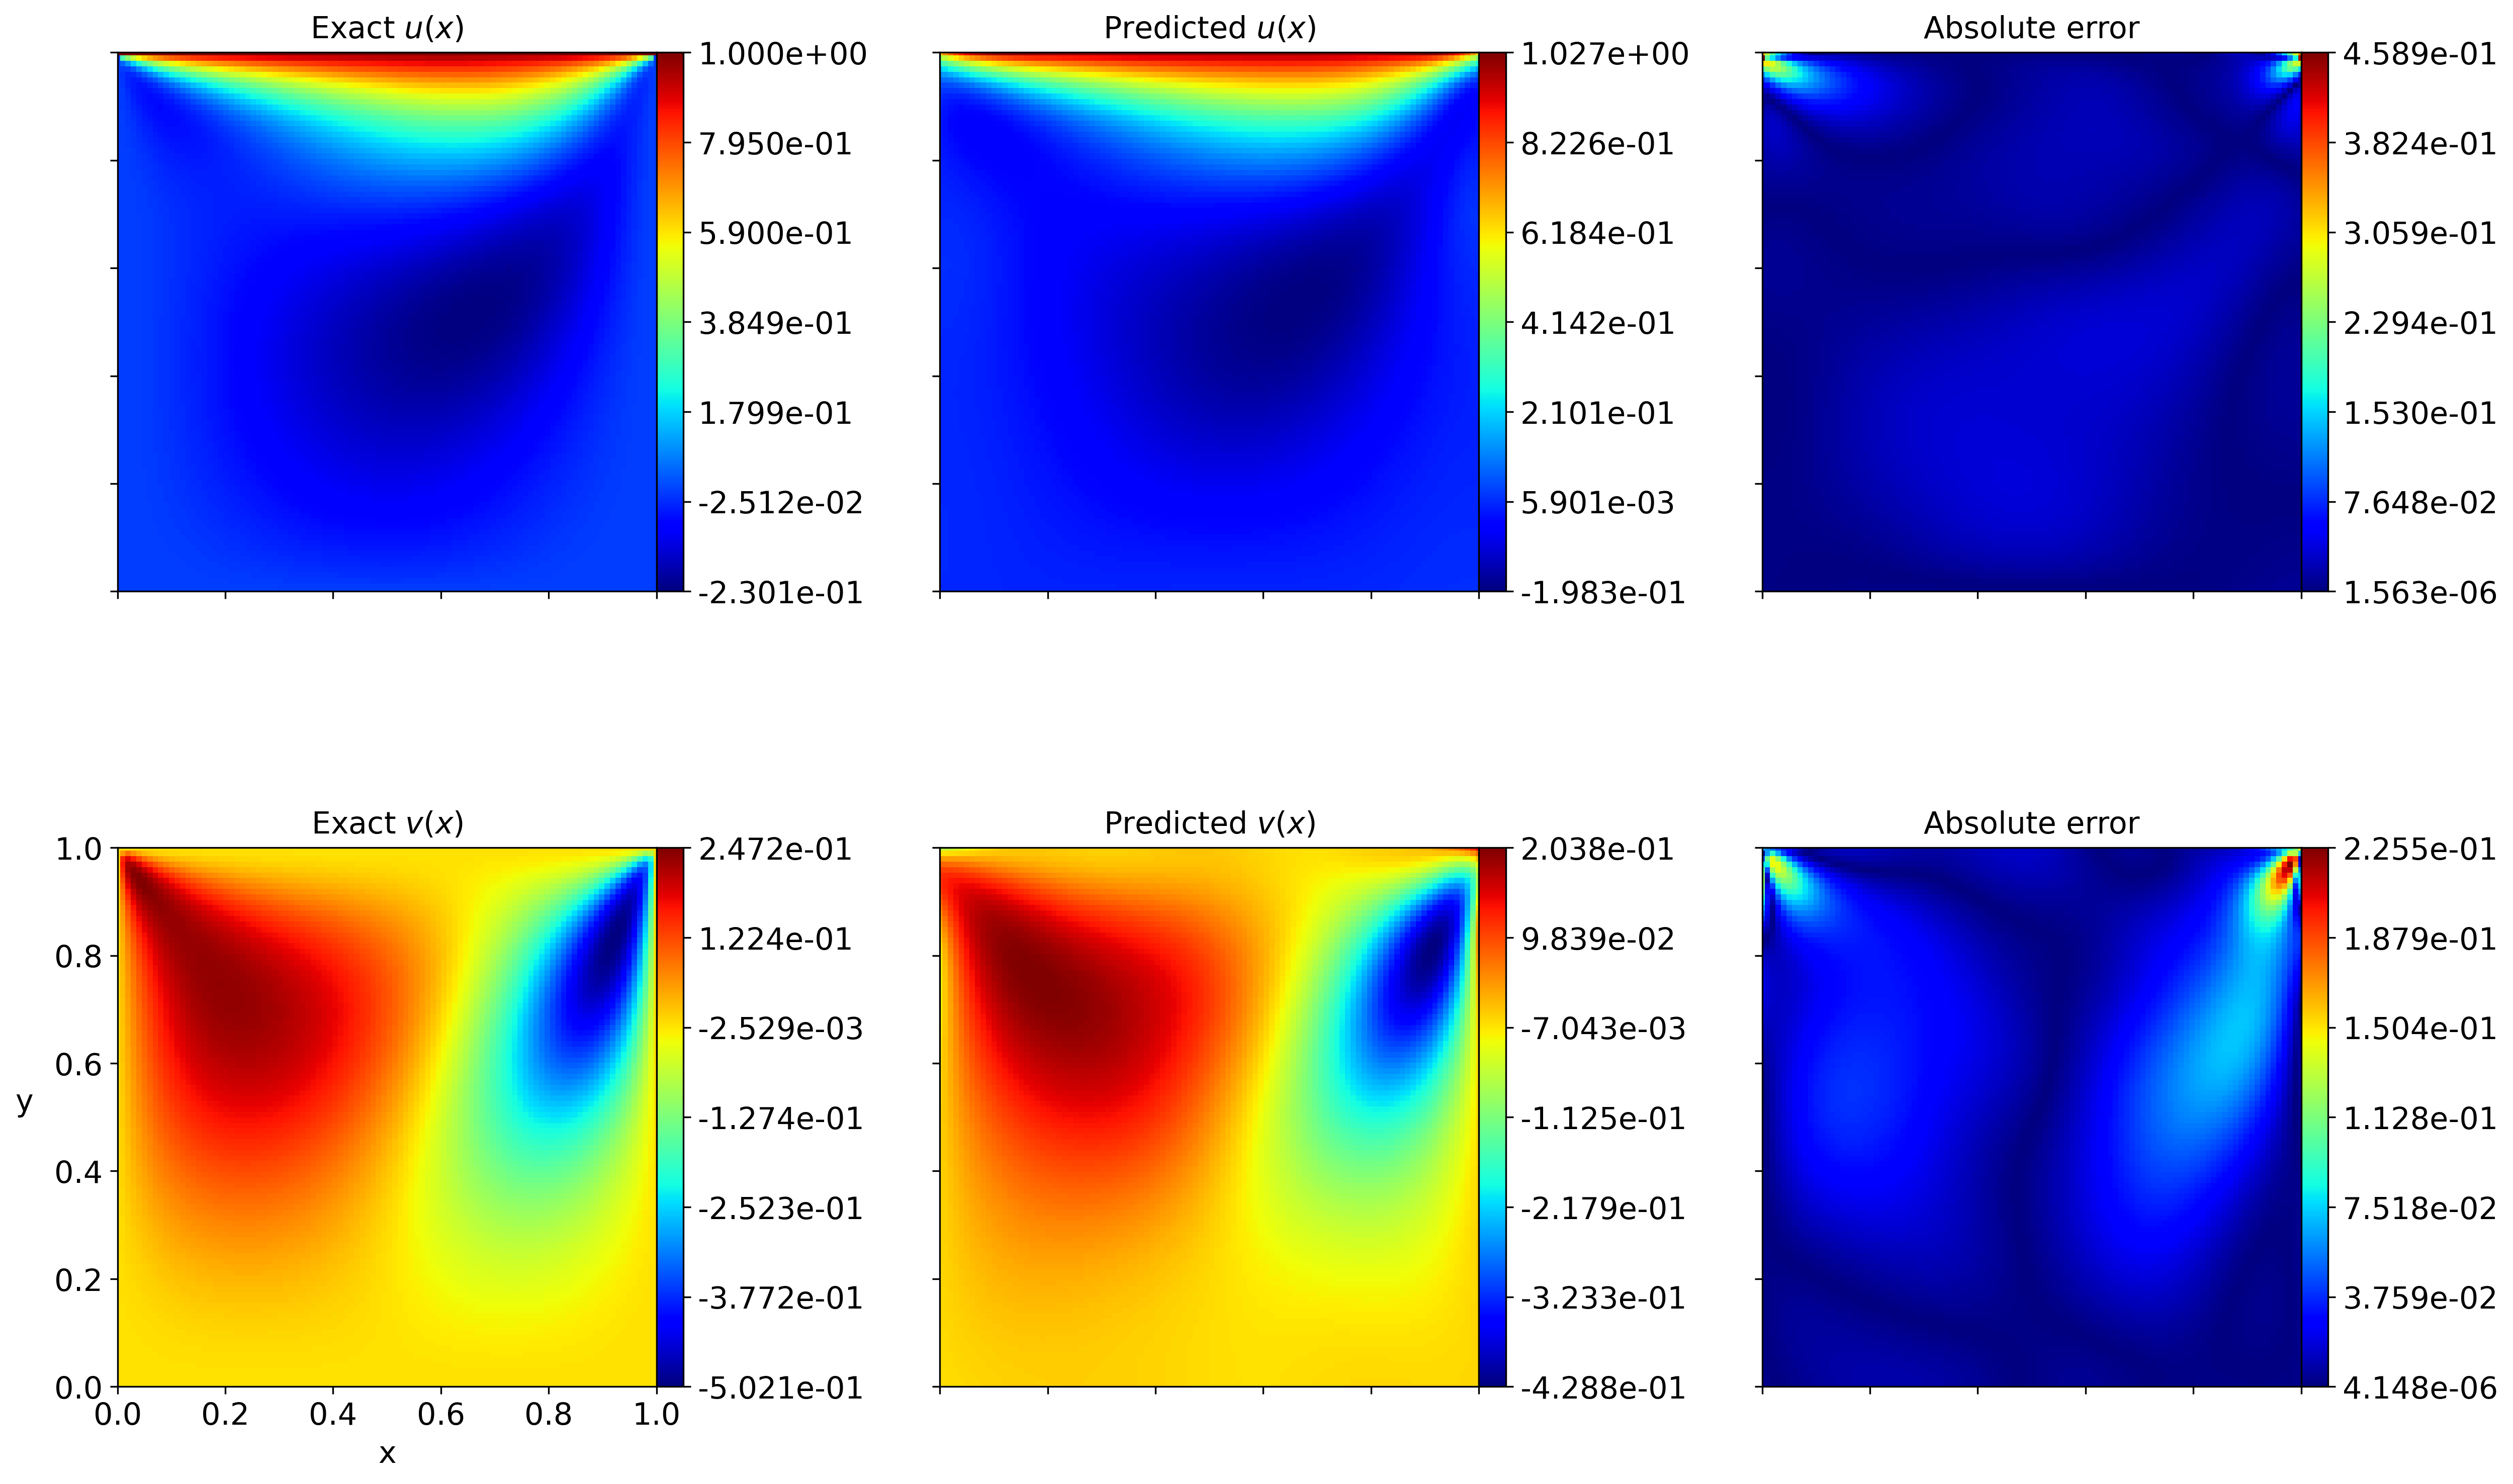 Exact u(x)
1.000e+00
7.950e-01
5.900e-01
3.849e-01
1.799e-01
-2.512e-02
-2.301e-01
Predicted u(x)
1.027e+00
8.226e-01
6.184e-01
4.142e-01
2.101e-01
5.901e-03
-1.983e-01
Absolute error
4.589e-01
3.824e-01
3.059e-01
2.294e-01
1.530e-01
7.648e-02
1.563e-06
Exact v(x)
1.0
0.8
0.6
0.4
0.2
0.0
y
0.0 0.2 0.4 0.6 0.8 1.0
x
2.472e-01
1.224e-01
-2.529e-03
-1.274e-01
-2.523e-01
-3.772e-01
-5.021e-01
Predicted v(x)
2.038e-01
9.839e-02
-7.043e-03
-1.125e-01
-2.179e-01
-3.233e-01
-4.288e-01
Absolute error
2.255e-01
1.879e-01
1.504e-01
1.128e-01
7.518e-02
3.759e-02
4.148e-06